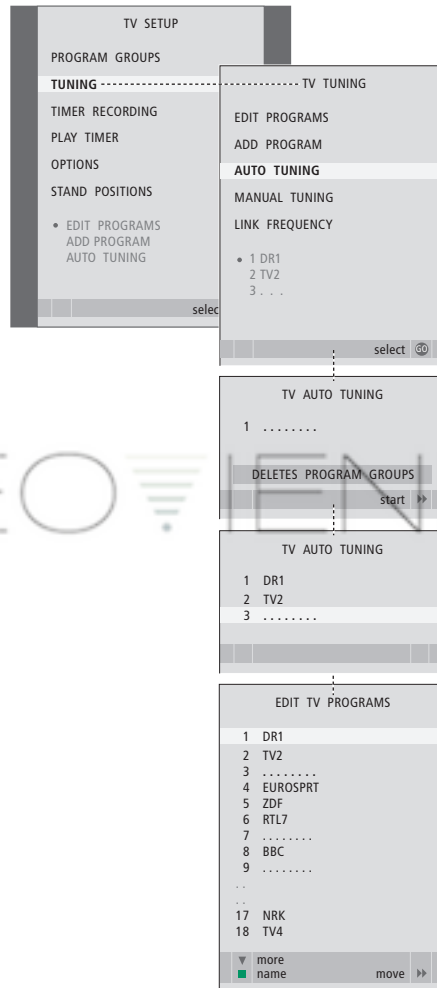 TV SETUP
PROGRAM GROUPS
TUNING
TIMER RECORDING
PLAY TIMER
OPTIONS
STAND POSITIONS
• EDIT PROGRAMS
ADD PROGRAM
AUTO TUNING
selec
TV TUNING
EDIT PROGRAMS
ADD PROGRAM
AUTO TUNING
MANUAL TUNING
LINK FREQUENCY
• 1 DR1
2 TV2
3 . . .
select GO
TV AUTO TUNING
1 ........
DELETES PROGRAM GROUPS
start
TV AUTO TUNING
1 DR1
2 TV2
3 ........
EDIT TV PROGRAMS
1 DR1
2 TV2
3 ........
4 EUROSPRT
5 ZDF
6 RTL7
7 ........
8 BBC
9 ........
. .
. .
17 NRK
18 TV4
more
name move